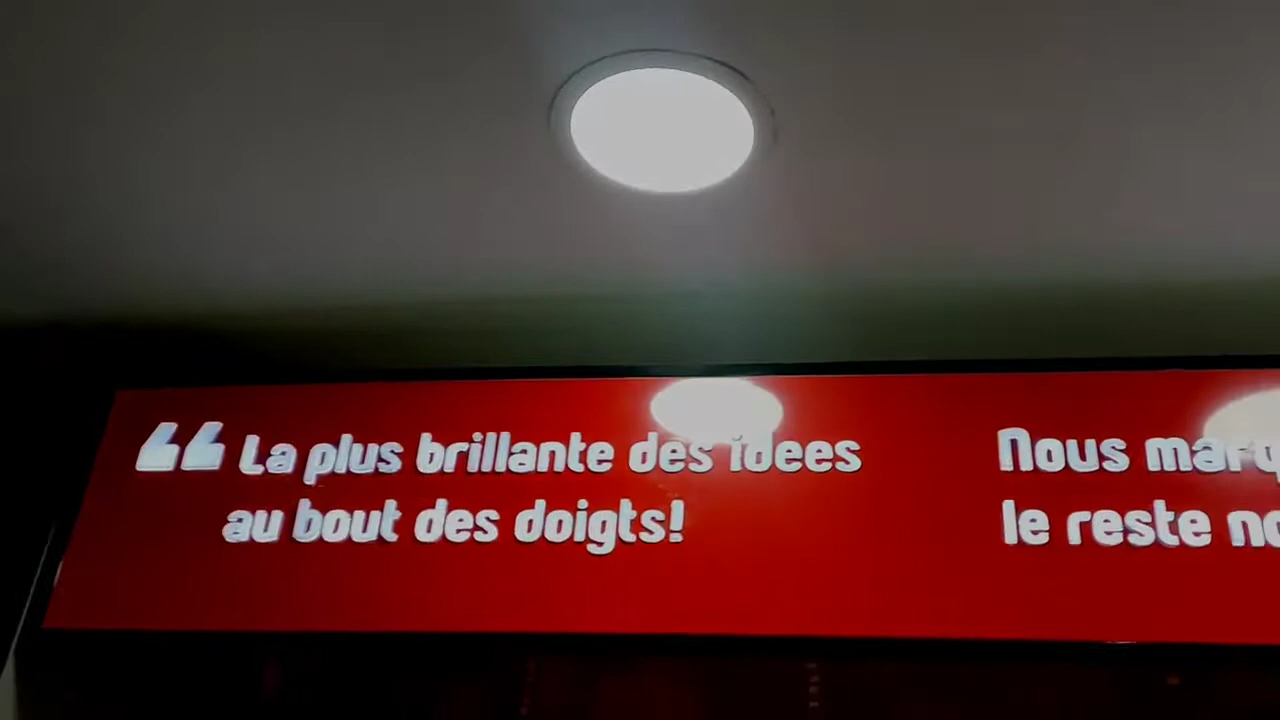 “ La plus brillante des idees
au bout des doigts!
Nous
le reste